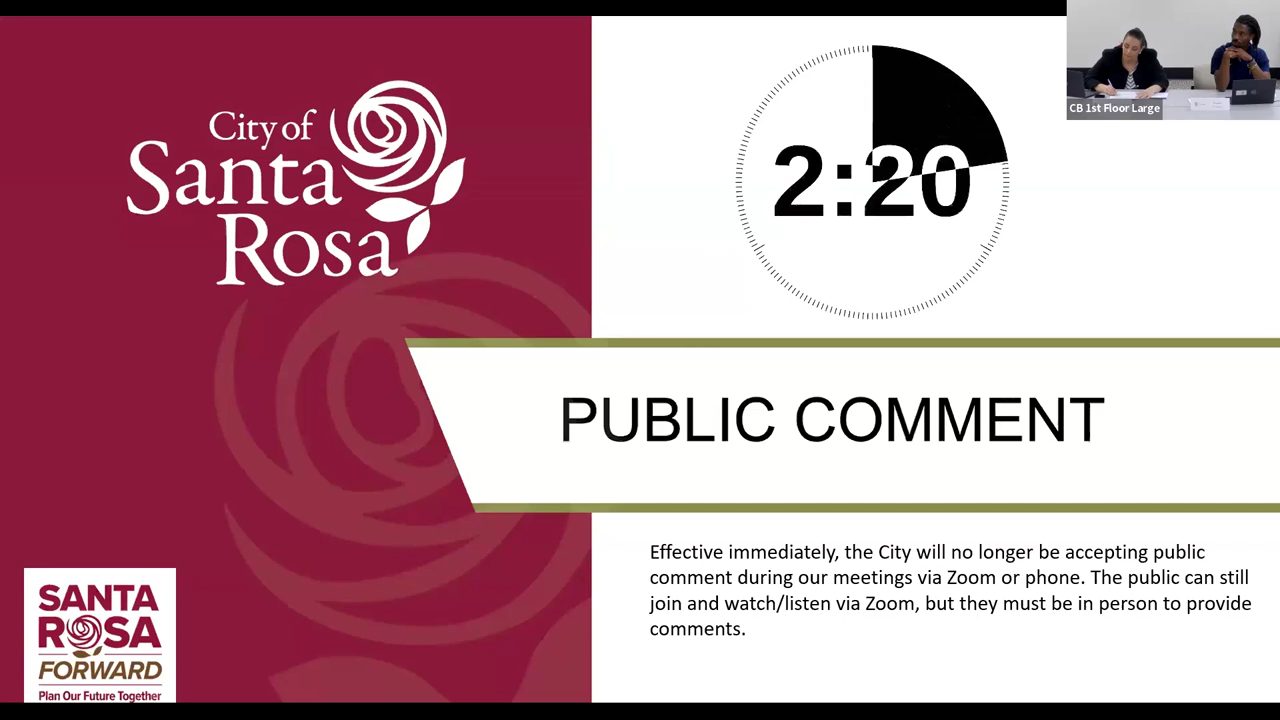 City of
Santa
Rosa
2:20
CB 1st Floor Large
PUBLIC COMMENT
Effective immediately, the City will no longer be accepting public
comment during our meetings via Zoom or phone. The public can still
join and watch/listen via Zoom, but they must be in person to provide
comments.
SANTA
ROSA
FORWARD
Plan Our Future Together